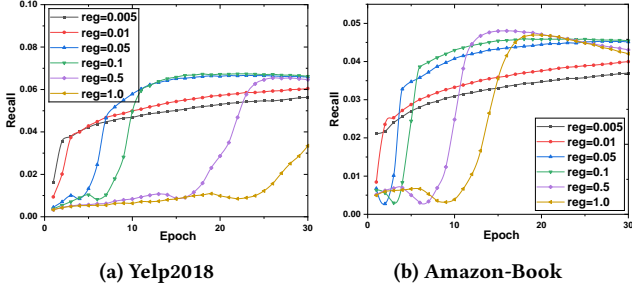 (a)
0.10
0.08
0.06
0.04
0.02
0.00
Recall
reg=0.005
reg=0.01
reg=0.05
reg=0.1
reg=0.5
reg=1.0
0 10 20 30
Epoch
(a) Yelp2018
(b)
0.05
0.04
0.03
0.02
0.01
0.00
Recall
reg=0.005
reg=0.01
reg=0.05
reg=0.1
reg=0.5
reg=1.0
0 10 20 30
Epoch
(b) Amazon-Book